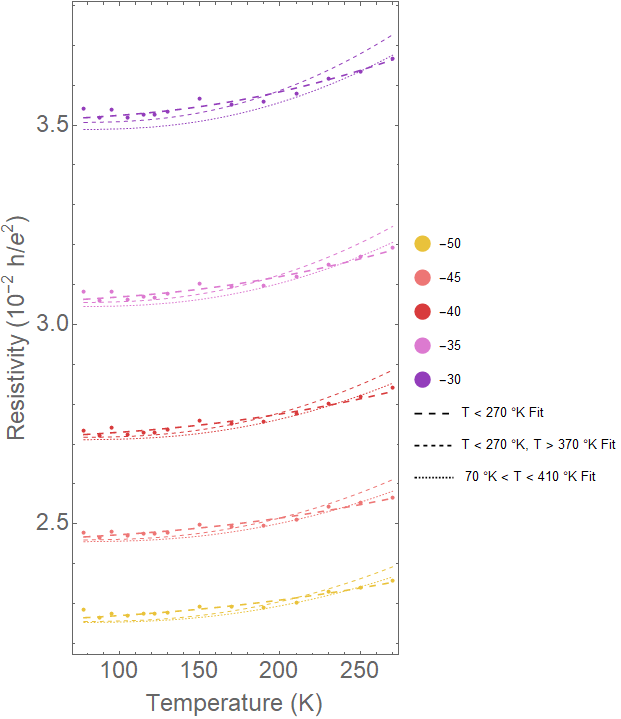 3.5
3.0
2.5
100
150
200
250
Resistivity (10⁻² h/e²)
Temperature (K)
−50
−45
−40
−35
−30
T < 270 °K Fit
T < 270 °K, T > 370 °K Fit
70 °K < T < 410 °K Fit